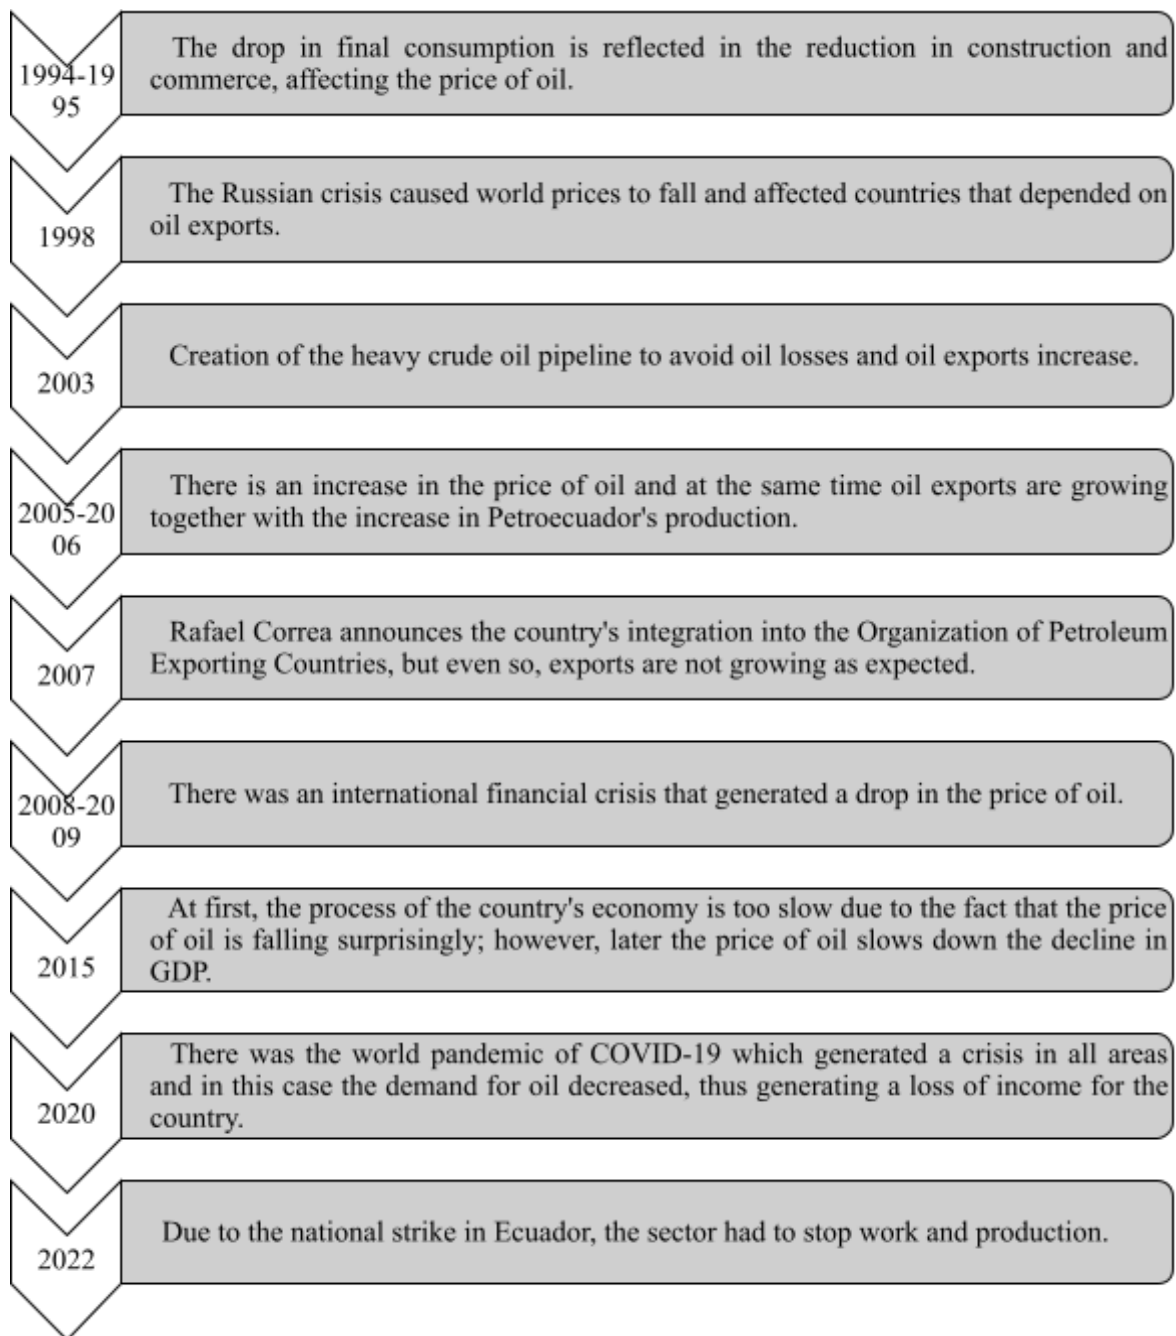 1994-19
95
The drop in final consumption is reflected in the reduction in construction and
commerce, affecting the price of oil.
1998
The Russian crisis caused world prices to fall and affected countries that depended on
oil exports.
2003
Creation of the heavy crude oil pipeline to avoid oil losses and oil exports increase.
2005-20
06
There is an increase in the price of oil and at the same time oil exports are growing
together with the increase in Petroecuador's production.
2007
Rafael Correa announces the country's integration into the Organization of Petroleum
Exporting Countries, but even so, exports are not growing as expected.
2008-20
09
There was an international financial crisis that generated a drop in the price of oil.
2015
At first, the process of the country's economy is too slow due to the fact that the price
of oil is falling surprisingly; however, later the price of oil slows down the decline in
GDP.
2020
There was the world pandemic of COVID-19 which generated a crisis in all areas
and in this case the demand for oil decreased, thus generating a loss of income for the
country.
2022
Due to the national strike in Ecuador, the sector had to stop work and production.